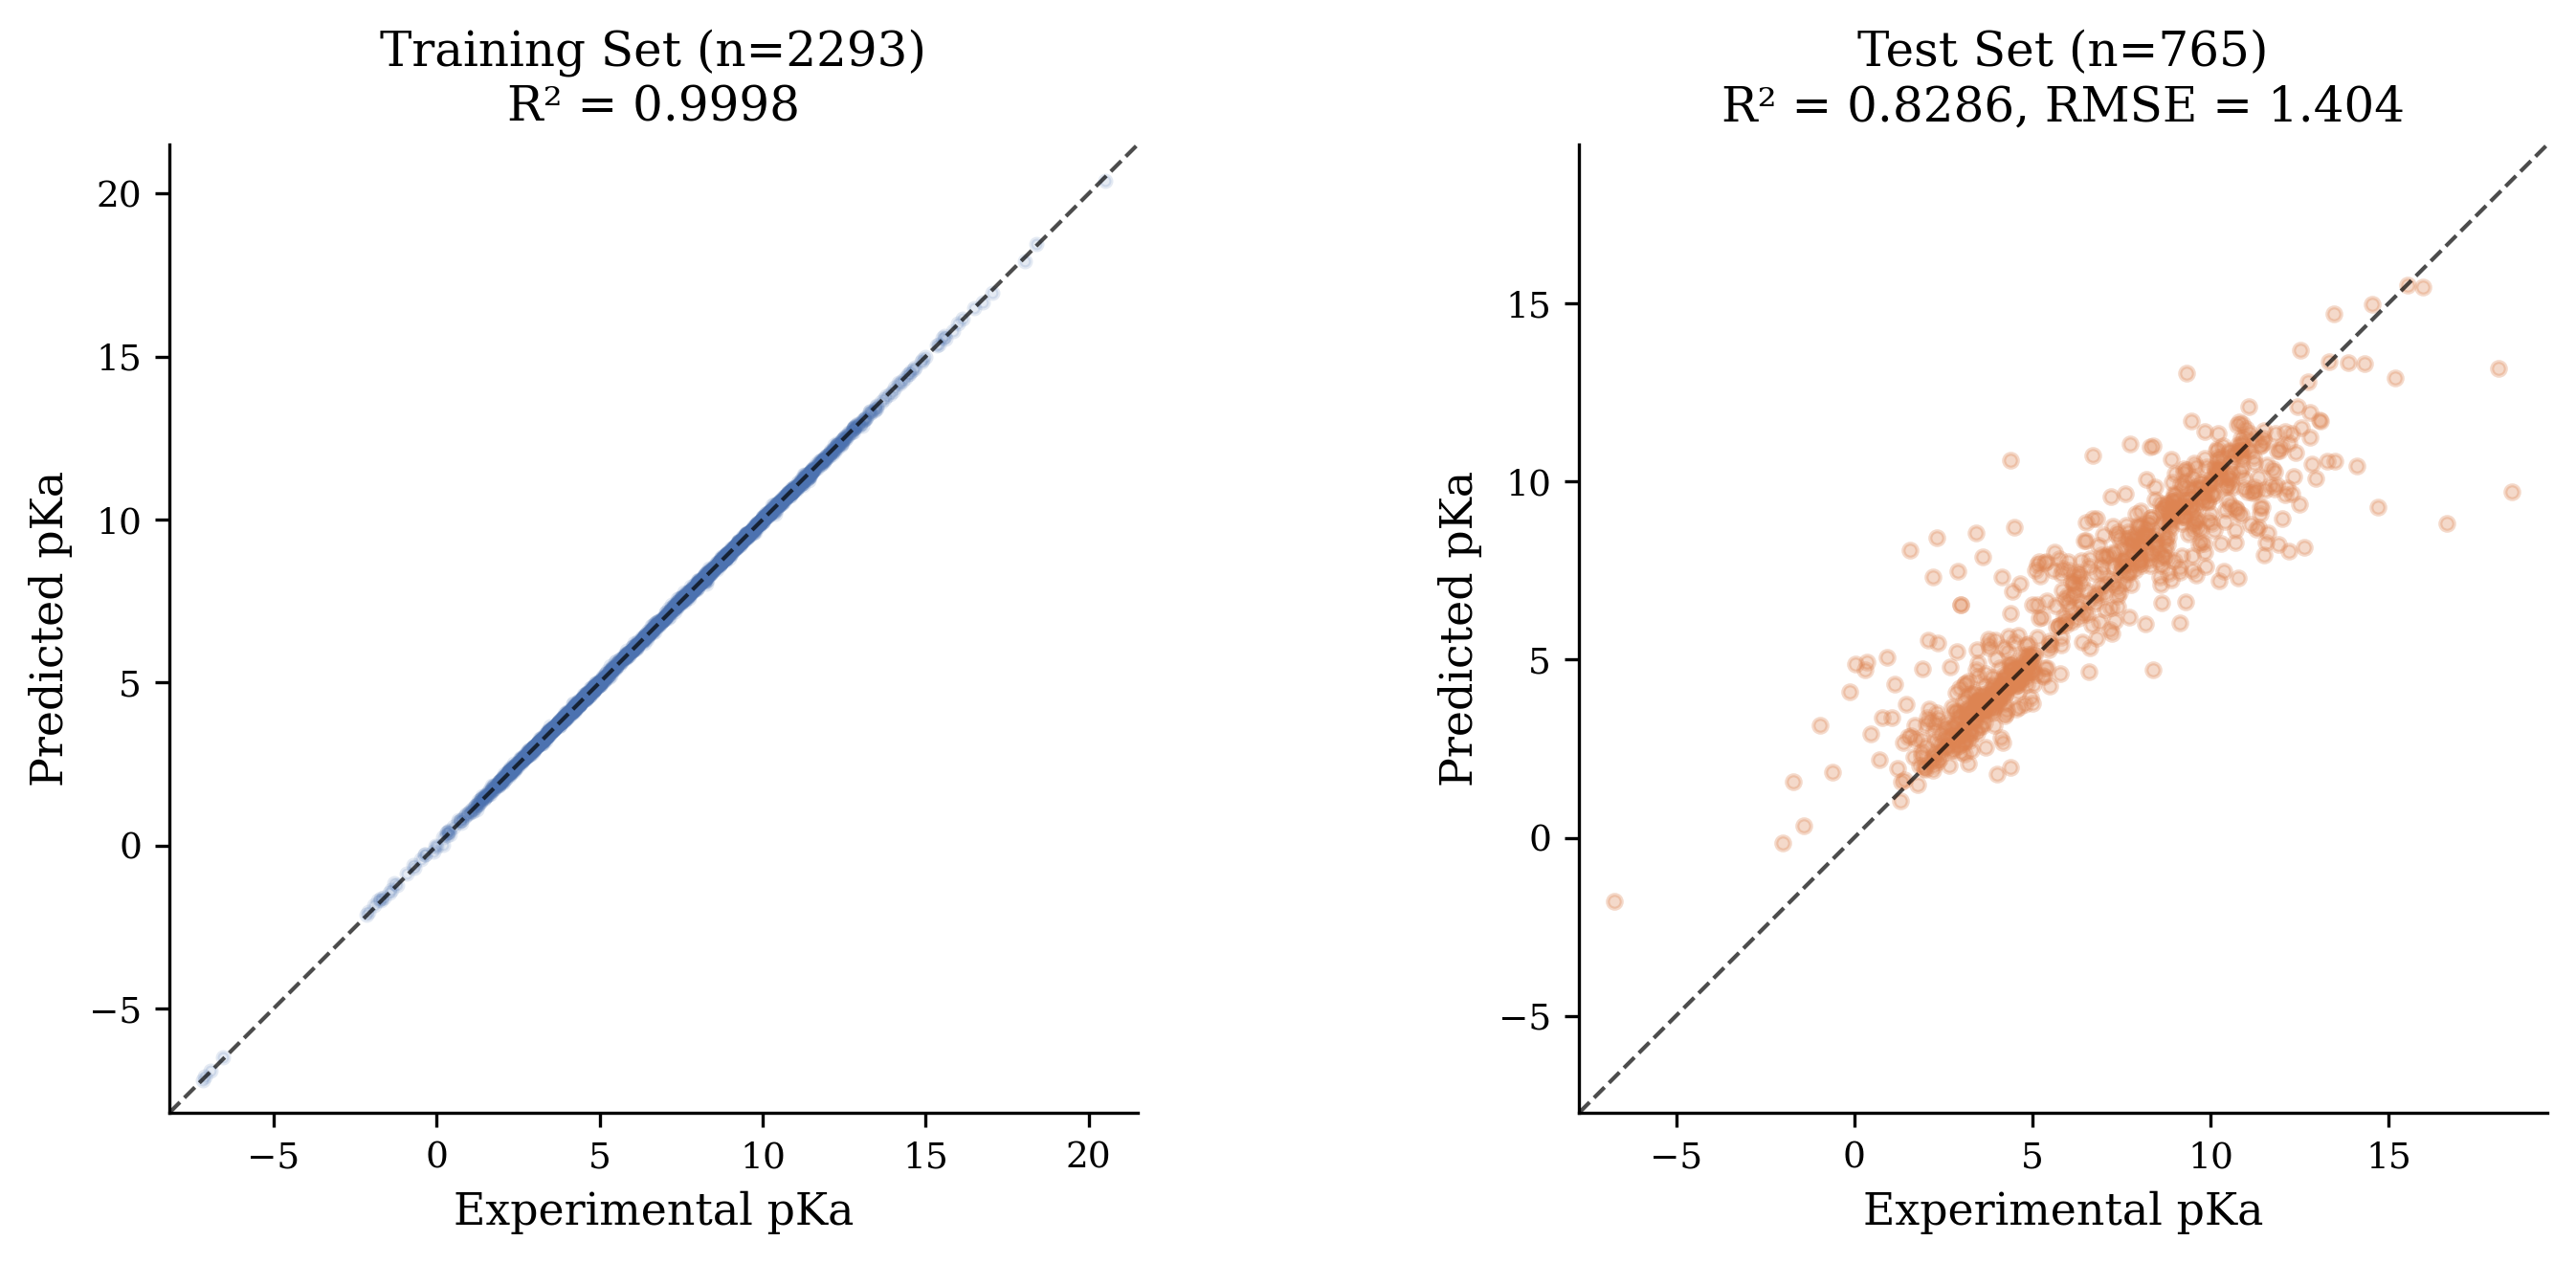 Training Set (n=2293)
R² = 0.9998
Predicted pKa
20
15
10
5
0
−5
−5 0 5 10 15 20
Experimental pKa
Test Set (n=765)
R² = 0.8286, RMSE = 1.404
Predicted pKa
15
10
5
0
−5
−5 0 5 10 15
Experimental pKa